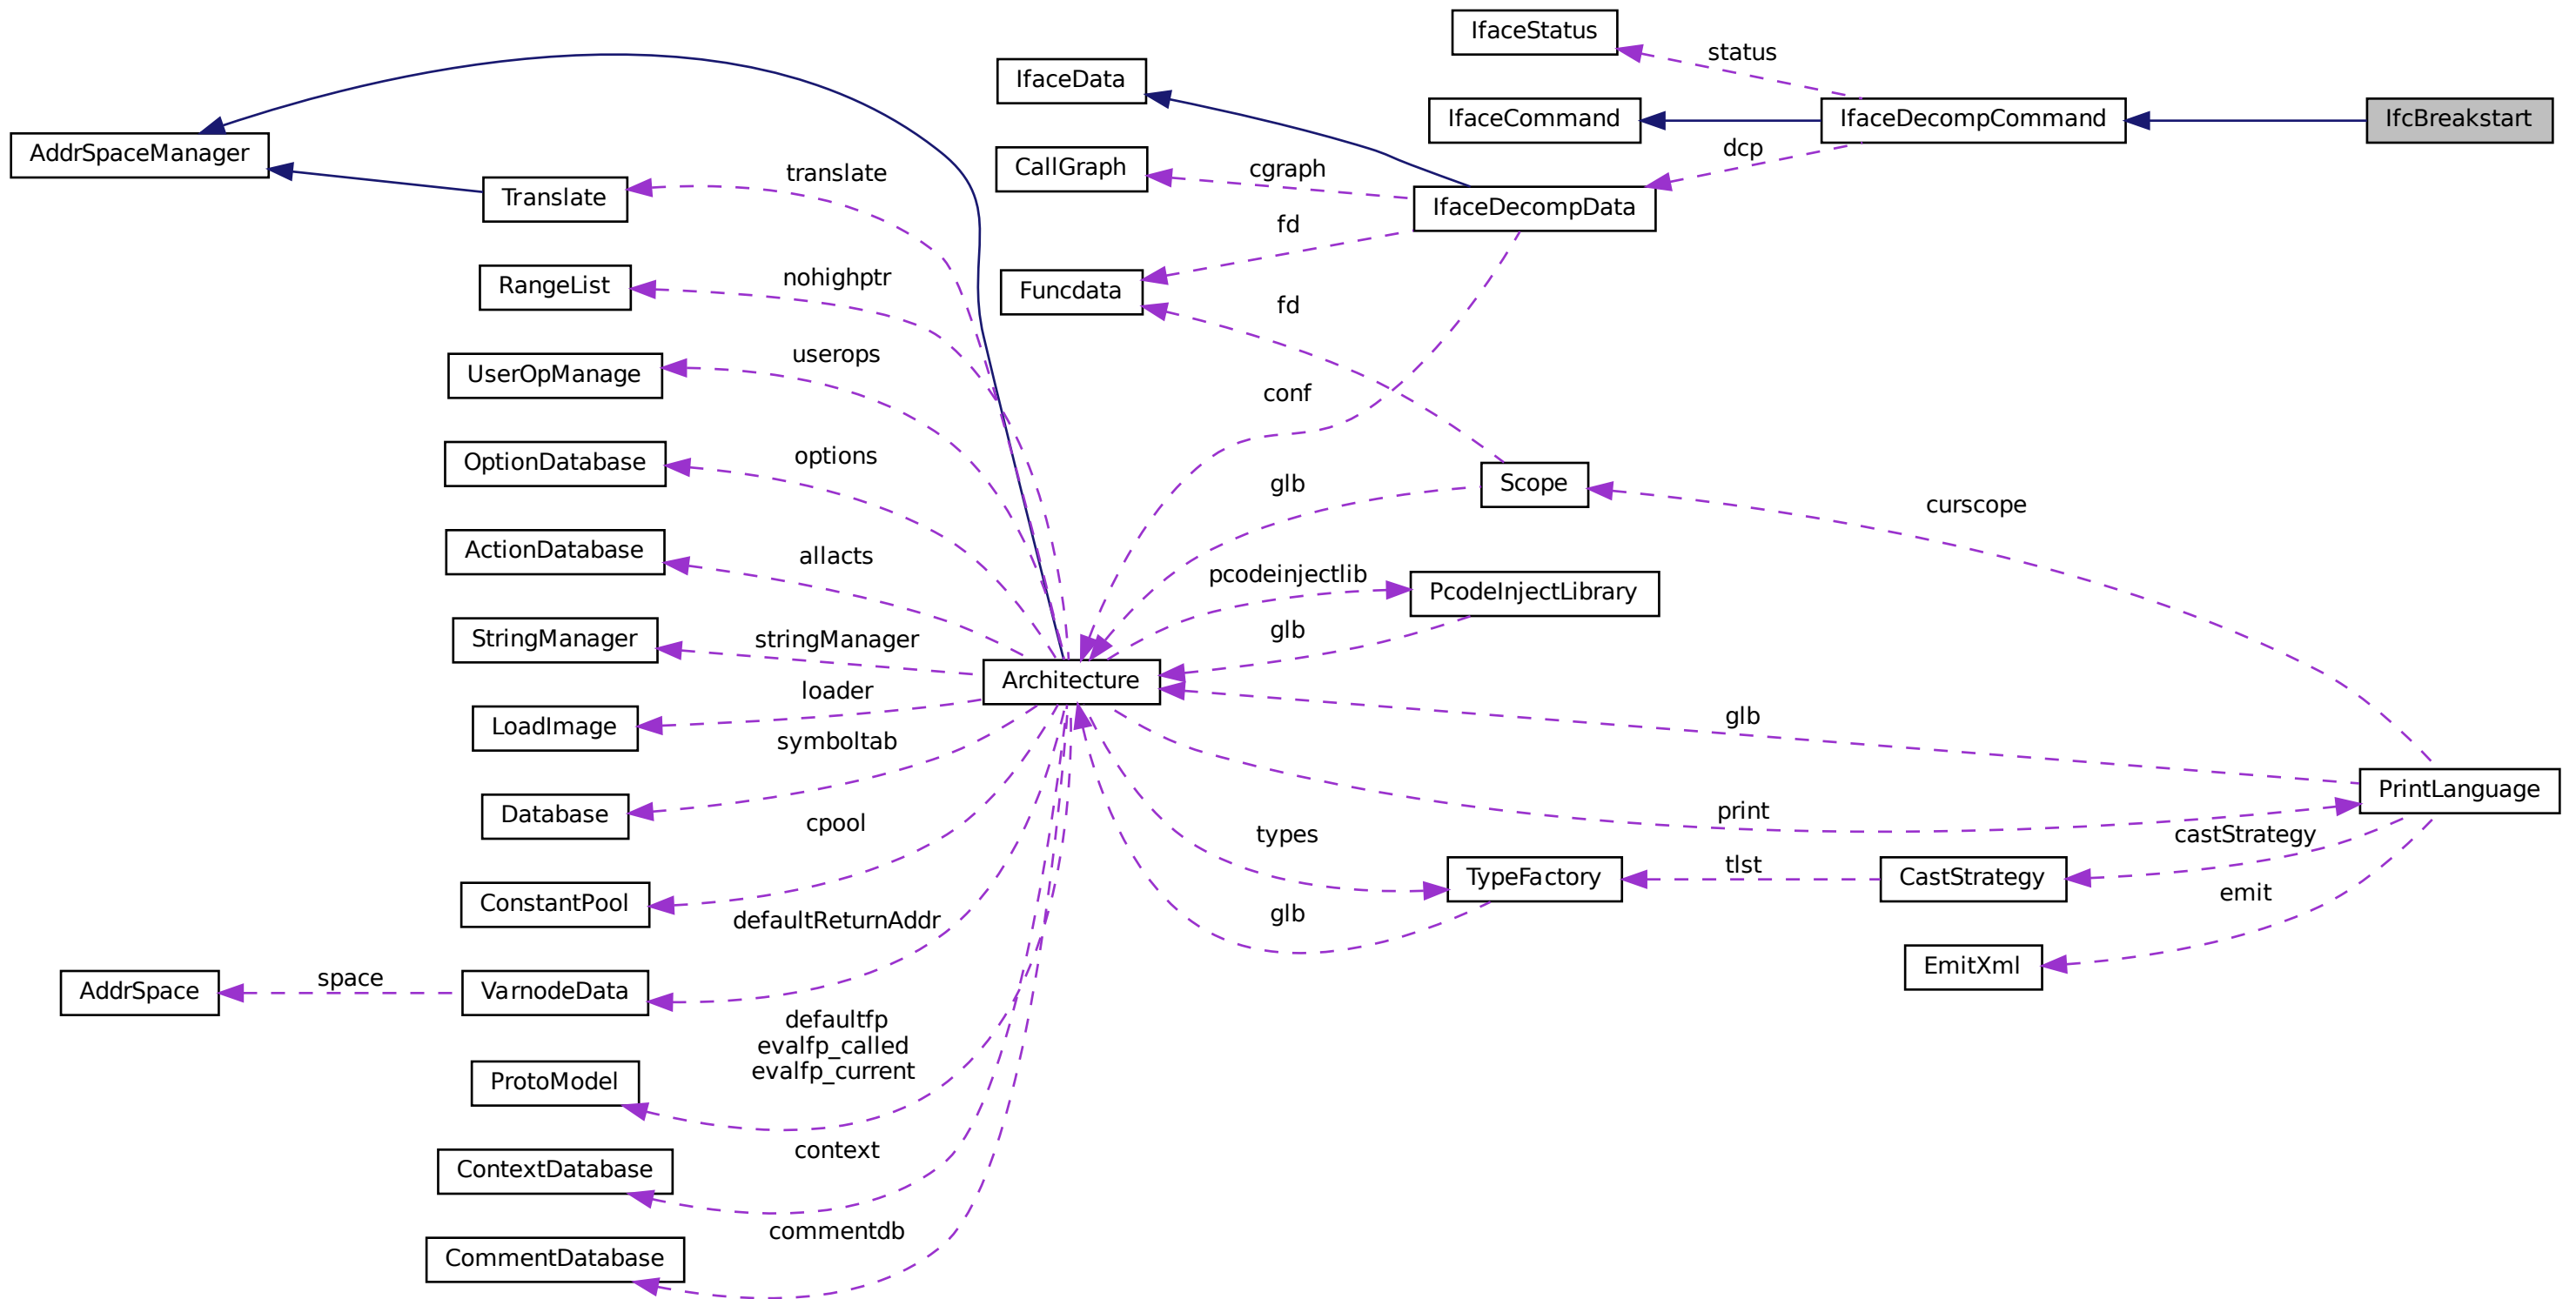 IfaceStatus
status
IfaceData
IfaceCommand
IfaceDecompCommand
IfcBreakstart
AddrSpaceManager
CallGraph
cgraph
dcp
translate
Translate
IfaceDecompData
fd
RangeList
nohighptr
Funcdata
fd
userops
UserOpManage
conf
options
OptionDatabase
glb
Scope
curscope
allacts
ActionDatabase
pcodeinjectlib
PcodeInjectLibrary
stringManager
StringManager
glb
Architecture
loader
LoadImage
glb
symboltab
PrintLanguage
Database
print
cpool
types
castStrategy
ConstantPool
TypeFactory
tlst
CastStrategy
emit
defaultReturnAddr
glb
EmitXml
AddrSpace
space
VarnodeData
defaultfp
evalfp_called
evalfp_current
ProtoModel
context
ContextDatabase
commentdb
CommentDatabase